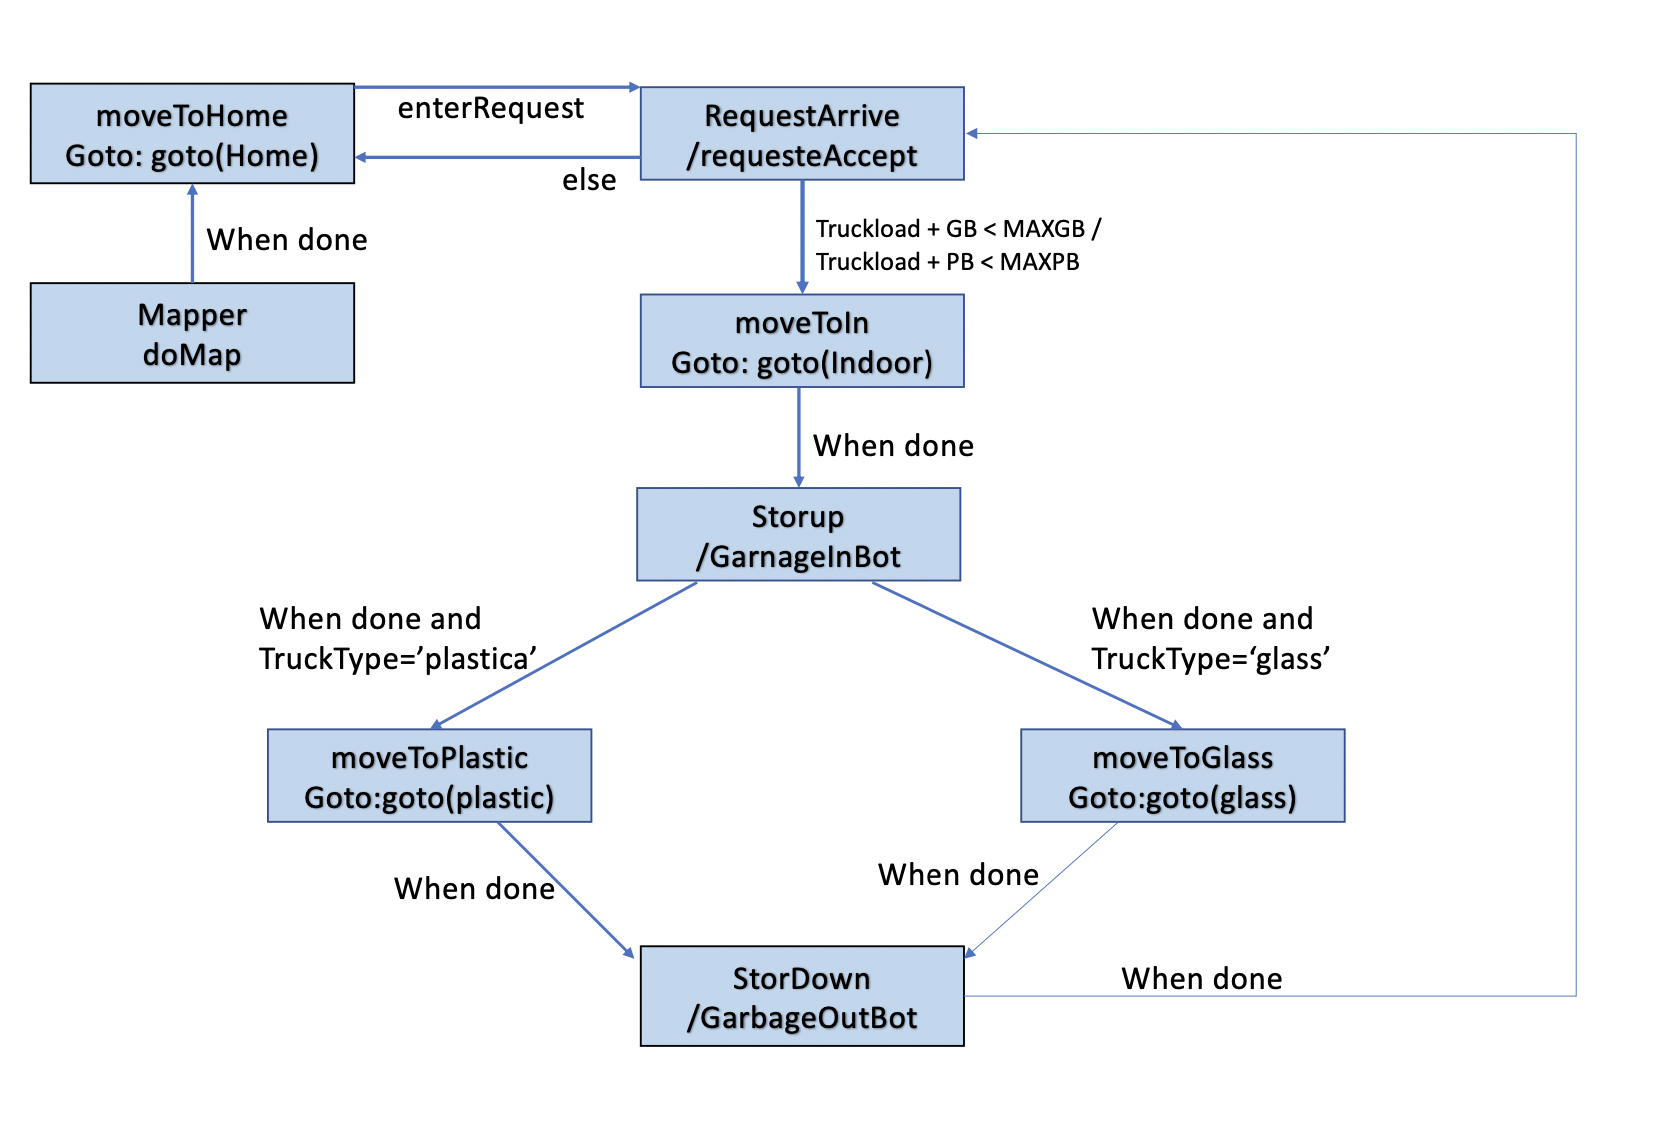 moveToHome
Goto: goto(Home)
enterRequest
RequestArrive
/requesteAccept
else
When done
Truckload + GB < MAXGB /
Truckload + PB < MAXPB
Mapper
doMap
moveToIn
Goto: goto(Indoor)
When done
Storup
/GarnageInBot
When done and
TruckType=’plastica’
When done and
TruckType=‘glass’
moveToPlastic
Goto:goto(plastic)
moveToGlass
Goto:goto(glass)
When done
When done
StorDown
/GarbageOutBot
When done